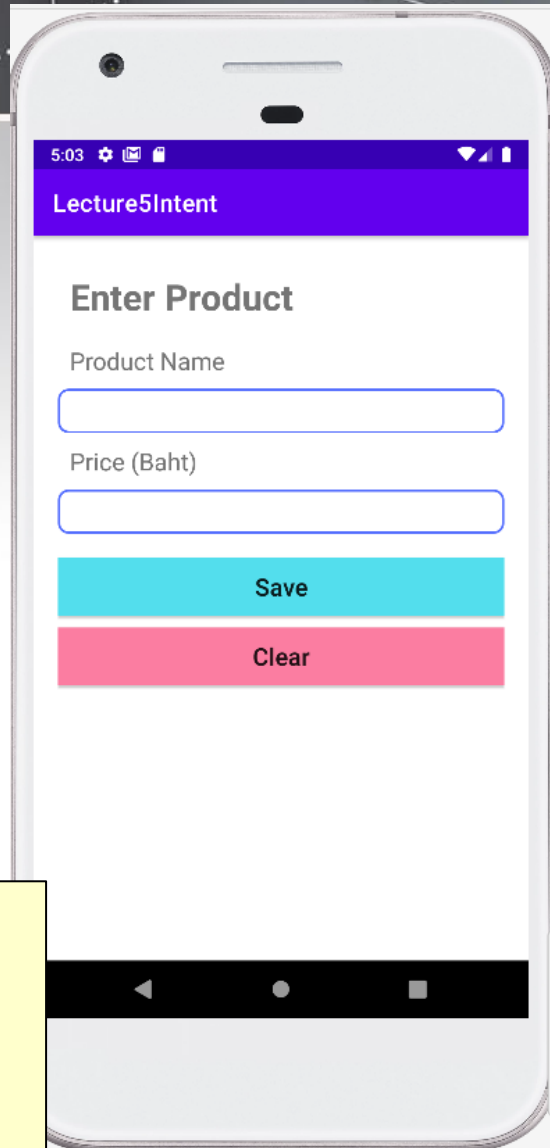 5:03
Lecture5Intent
Enter Product
Product Name
Price (Baht)
Save
Clear